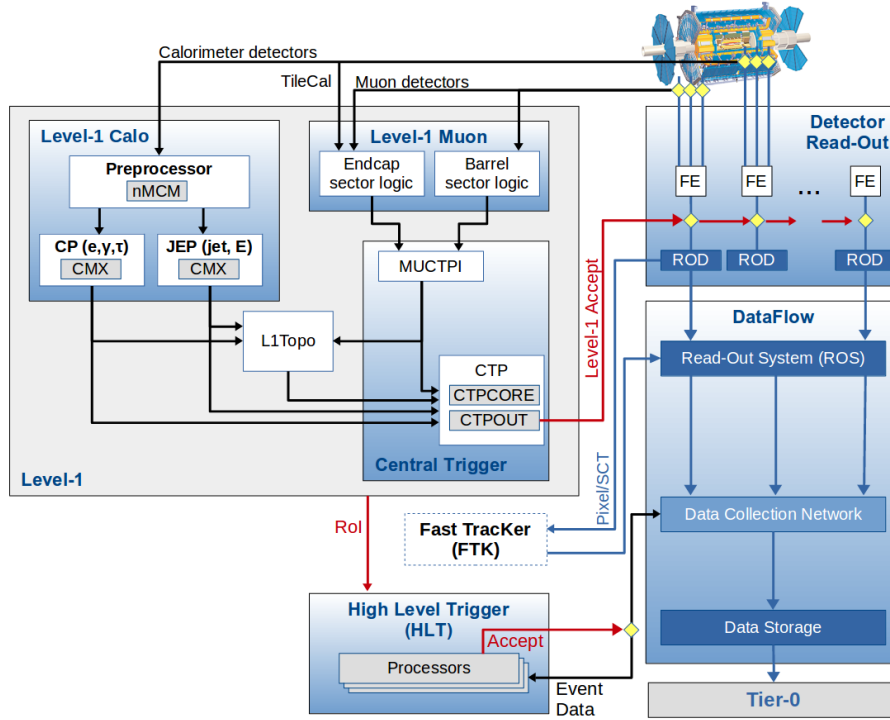 Calorimeter detectors
TileCal
Muon detectors
Level-1 Calo
Preprocessor
nMCM
CP (e,γ,τ)
CMX
JEP (jet, E)
CMX
Level-1 Muon
Endcap
sector logic
Barrel
sector logic
MUCTPI
L1Topo
CTP
CTPCORE
CTPOUT
Central Trigger
Level-1
Level-1 Accept
Detector
Read-Out
FE
FE
...
FE
ROD
ROD
ROD
DataFlow
Read-Out System (ROS)
Data Collection Network
Data Storage
Tier-0
Pixel/SCT
RoI
Fast TracKer
(FTK)
High Level Trigger
(HLT)
Accept
Processors
Event
Data